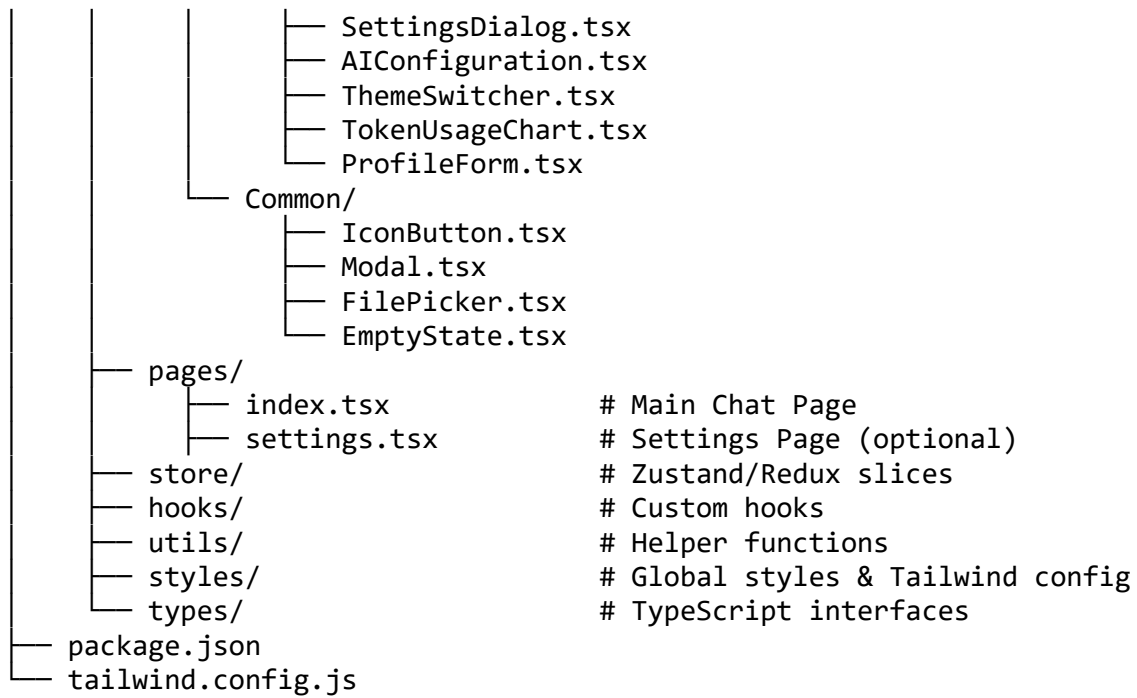 │ │ │ ├── SettingsDialog.tsx
│ │ │ ├── AIConfiguration.tsx
│ │ │ ├── ThemeSwitcher.tsx
│ │ │ ├── TokenUsageChart.tsx
│ │ │ └── ProfileForm.tsx
│ │ └── Common/
│ │ ├── IconButton.tsx
│ │ ├── Modal.tsx
│ │ ├── FilePicker.tsx
│ │ └── EmptyState.tsx
│ ├── pages/
│ │ ├── index.tsx # Main Chat Page
│ │ ├── settings.tsx # Settings Page (optional)
│ ├── store/ # Zustand/Redux slices
│ ├── hooks/ # Custom hooks
│ ├── utils/ # Helper functions
│ ├── styles/ # Global styles & Tailwind config
│ └── types/ # TypeScript interfaces
├── package.json
└── tailwind.config.js